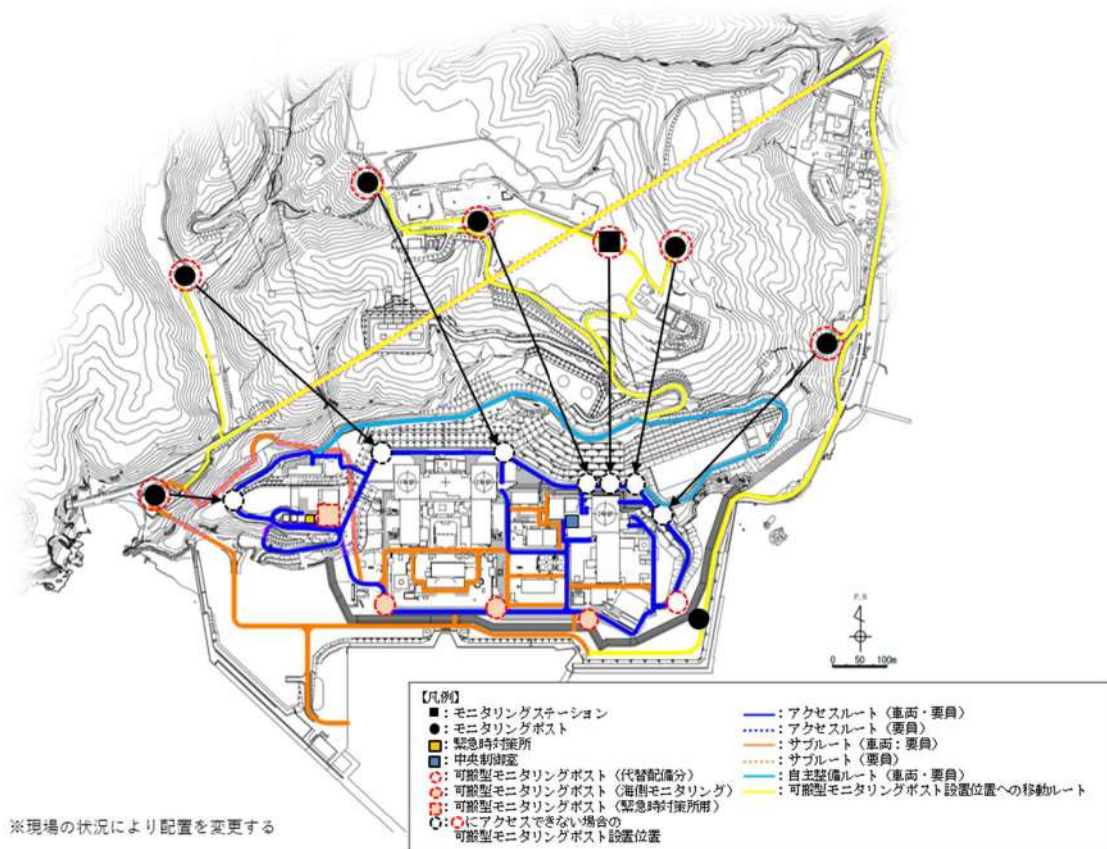 P.N
0 50 100m
【凡例】
■：モニタリングステーション
●：モニタリングポスト
：緊急時対策所
：中央制御室
：可搬型モニタリングポスト（代替配備分）
：可搬型モニタリングポスト（海側モニタリング）
：可搬型モニタリングポスト（緊急時対策所用）
：にアクセスできない場合の
可搬型モニタリングポスト設置位置
：アクセスルート（車両・要員）
：アクセスルート（要員）
：サブルート（車両：要員）
：サブルート（要員）
：自主整備ルート（車両・要員）
：可搬型モニタリングポスト設置位置への移動ルート
※現場の状況により配置を変更する